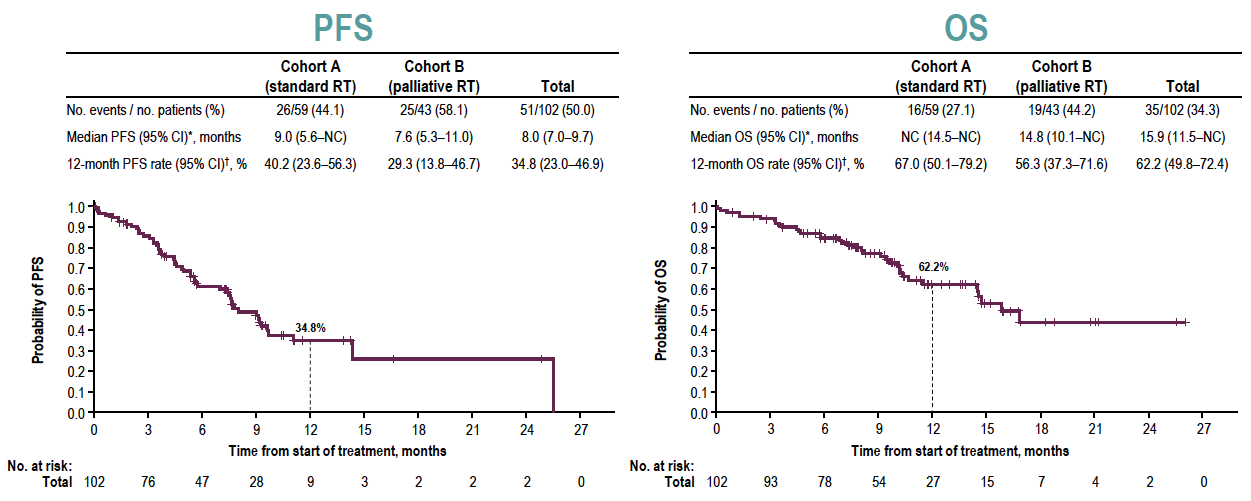 PFS
Cohort A Cohort B
(standard RT) (palliative RT) Total
No. events / no. patients (%) 26/59 (44.1) 25/43 (58.1) 51/102 (50.0)
Median PFS (95% CI)*, months 9.0 (5.6–NC) 7.6 (5.3–11.0) 8.0 (7.0–9.7)
12-month PFS rate (95% CI)†, % 40.2 (23.6–56.3) 29.3 (13.8–46.7) 34.8 (23.0–46.9)
Probability of PFS
1.0
0.9
0.8
0.7
0.6
0.5
0.4
0.3
0.2
0.1
0.0
34.8%
0 3 6 9 12 15 18 21 24 27
Time from start of treatment, months
No. at risk:
Total 102 76 47 28 9 3 2 2 2 0
OS
Cohort A Cohort B
(standard RT) (palliative RT) Total
No. events / no. patients (%) 16/59 (27.1) 19/43 (44.2) 35/102 (34.3)
Median OS (95% CI)*, months NC (14.5–NC) 14.8 (10.1–NC) 15.9 (11.5–NC)
12-month OS rate (95% CI)†, % 67.0 (50.1–79.2) 56.3 (37.3–71.6) 62.2 (49.8–72.4)
Probability of OS
1.0
0.9
0.8
0.7
0.6
0.5
0.4
0.3
0.2
0.1
0.0
62.2%
0 3 6 9 12 15 18 21 24 27
Time from start of treatment, months
No. at risk:
Total 102 93 78 54 27 15 7 4 2 0